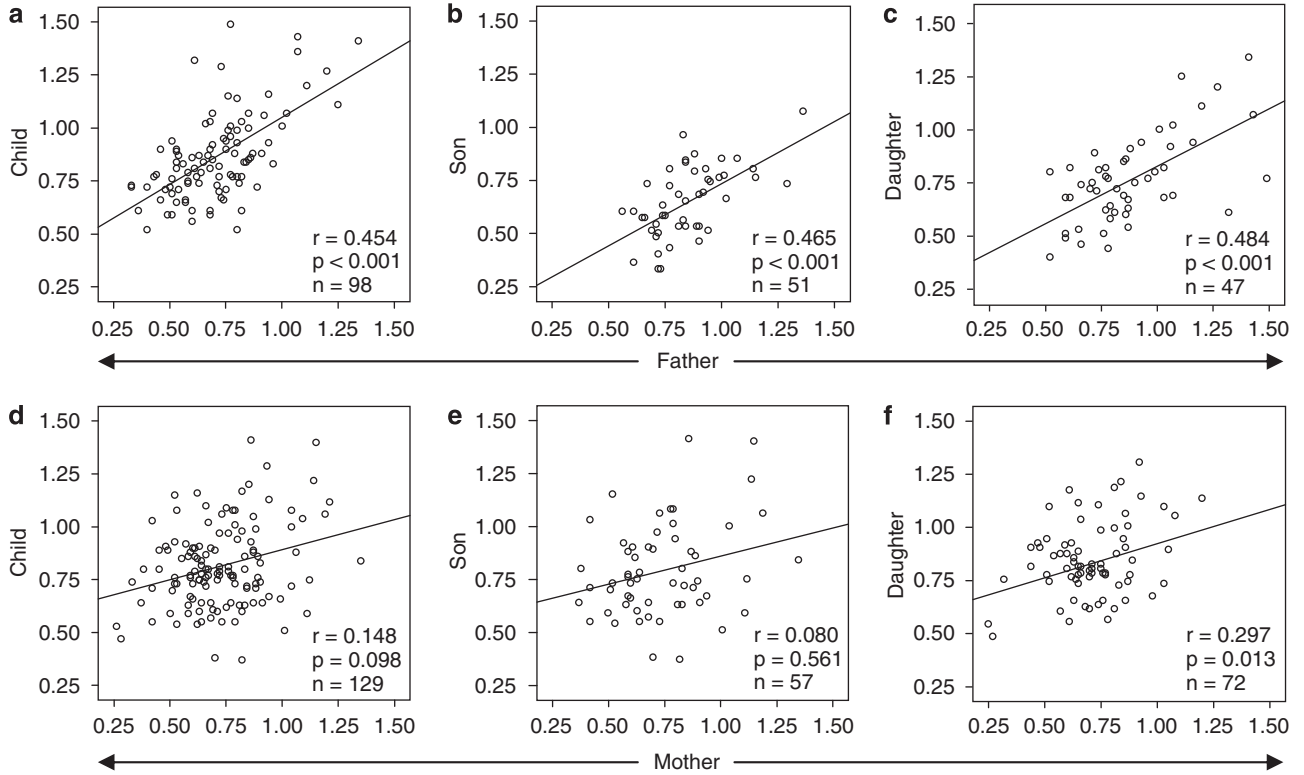 a
1.50
1.25
1.00
0.75
0.50
0.25
Child
r = 0.454
p < 0.001
n = 98
0.25 0.50 0.75 1.00 1.25 1.50
b
1.50
1.25
1.00
0.75
0.50
0.25
Son
r = 0.465
p < 0.001
n = 51
0.25 0.50 0.75 1.00 1.25 1.50
c
1.50
1.25
1.00
0.75
0.50
0.25
Daughter
r = 0.484
p < 0.001
n = 47
0.25 0.50 0.75 1.00 1.25 1.50
Father
d
1.50
1.25
1.00
0.75
0.50
0.25
Child
r = 0.148
p = 0.098
n = 129
0.25 0.50 0.75 1.00 1.25 1.50
e
1.50
1.25
1.00
0.75
0.50
0.25
Son
r = 0.080
p = 0.561
n = 57
0.25 0.50 0.75 1.00 1.25 1.50
f
1.50
1.25
1.00
0.75
0.50
0.25
Daughter
r = 0.297
p = 0.013
n = 72
0.25 0.50 0.75 1.00 1.25 1.50
Mother